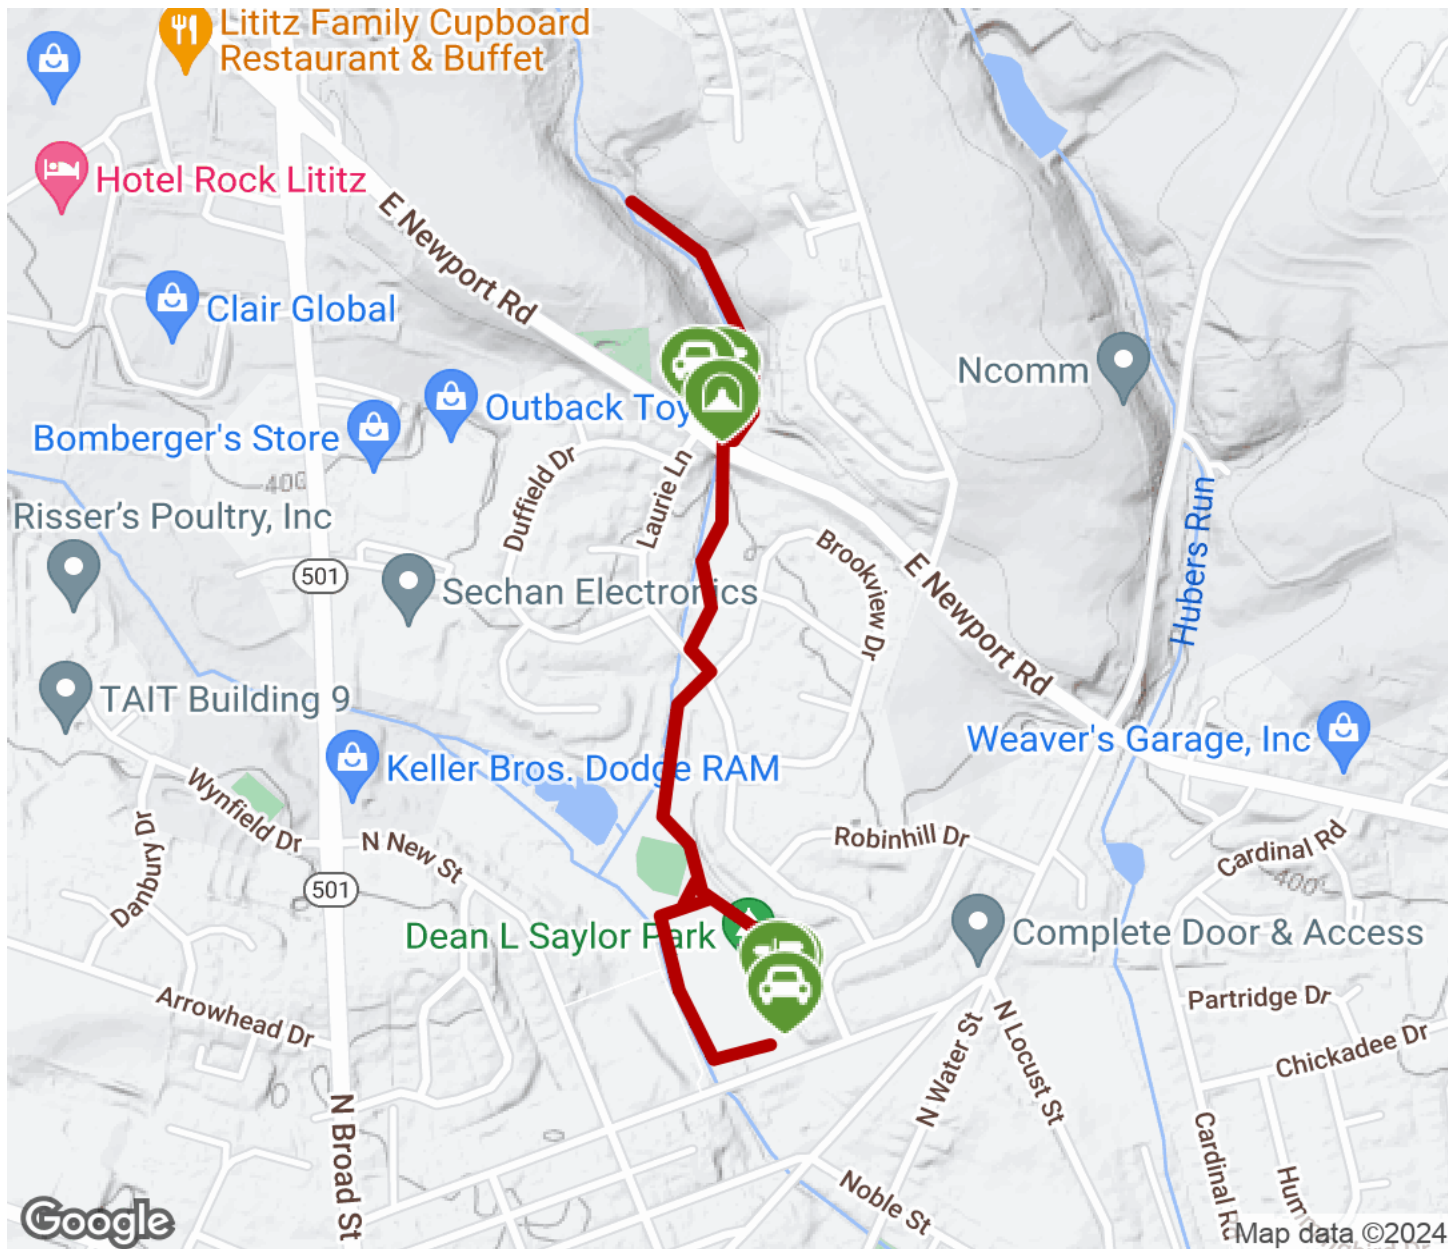 Lititz Family Cupboard
Restaurant & Buffet
Hotel Rock Lititz
E Newport Rd
Clair Global
Ncomm
Outback Toy
Bomberger's Store
400
Duffield Dr
Laurie Ln
Risser's Poultry, Inc
501
Sechan Electronics
Brookview Dr
E Newport Rd
Hubers Run
TAIT Building 9
Weaver's Garage, Inc
Keller Bros. Dodge RAM
Wynfield Dr
Danbury Dr
N New St
Robinhill Dr
Cardinal Rd
400
501
Dean L Saylor Park
Complete Door & Access
Arrowhead Dr
Partridge Dr
Chickadee Dr
N Water St
N Locust St
N Broad St
Cardinal Rd
Noble St
Google
Map data ©2024